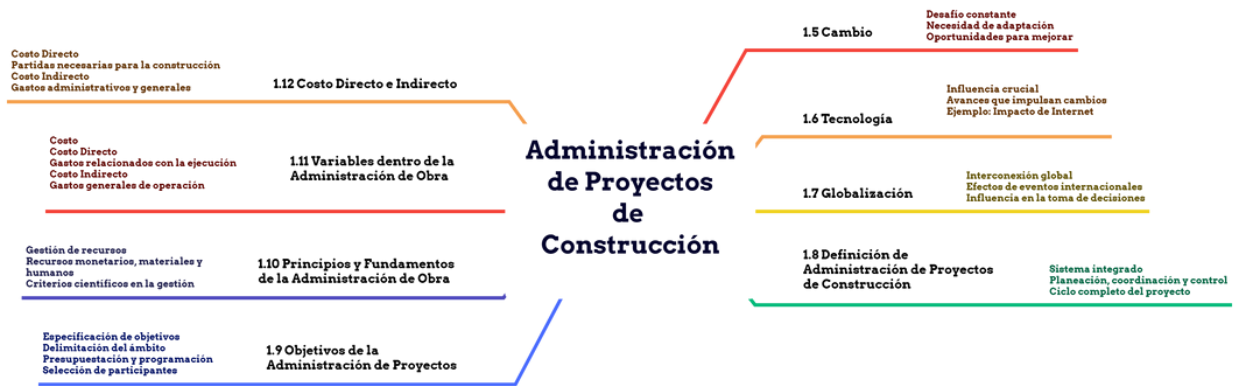 Administración
de Proyectos
de
Construcción
1.5 Cambio
Desafío constante
Necesidad de adaptación
Oportunidades para mejorar
1.6 Tecnología
Influencia crucial
Avances que impulsan cambios
Ejemplo: Impacto de Internet
1.7 Globalización
Interconexión global
Efectos de eventos internacionales
Influencia en la toma de decisiones
1.8 Definición de
Administración de Proyectos
de Construcción
Sistema integrado
Planeación, coordinación y control
Ciclo completo del proyecto
1.9 Objetivos de la
Administración de Proyectos
Especificación de objetivos
Delimitación del ámbito
Presupuestación y programación
Selección de participantes
1.10 Principios y Fundamentos
de la Administración de Obra
Gestión de recursos
Recursos monetarios, materiales y
humanos
Criterios científicos en la gestión
1.11 Variables dentro de la
Administración de Obra
Costo
Costo Directo
Gastos relacionados con la ejecución
Costo Indirecto
Gastos generales de operación
1.12 Costo Directo e Indirecto
Costo Directo
Partidas necesarias para la construcción
Costo Indirecto
Gastos administrativos y generales